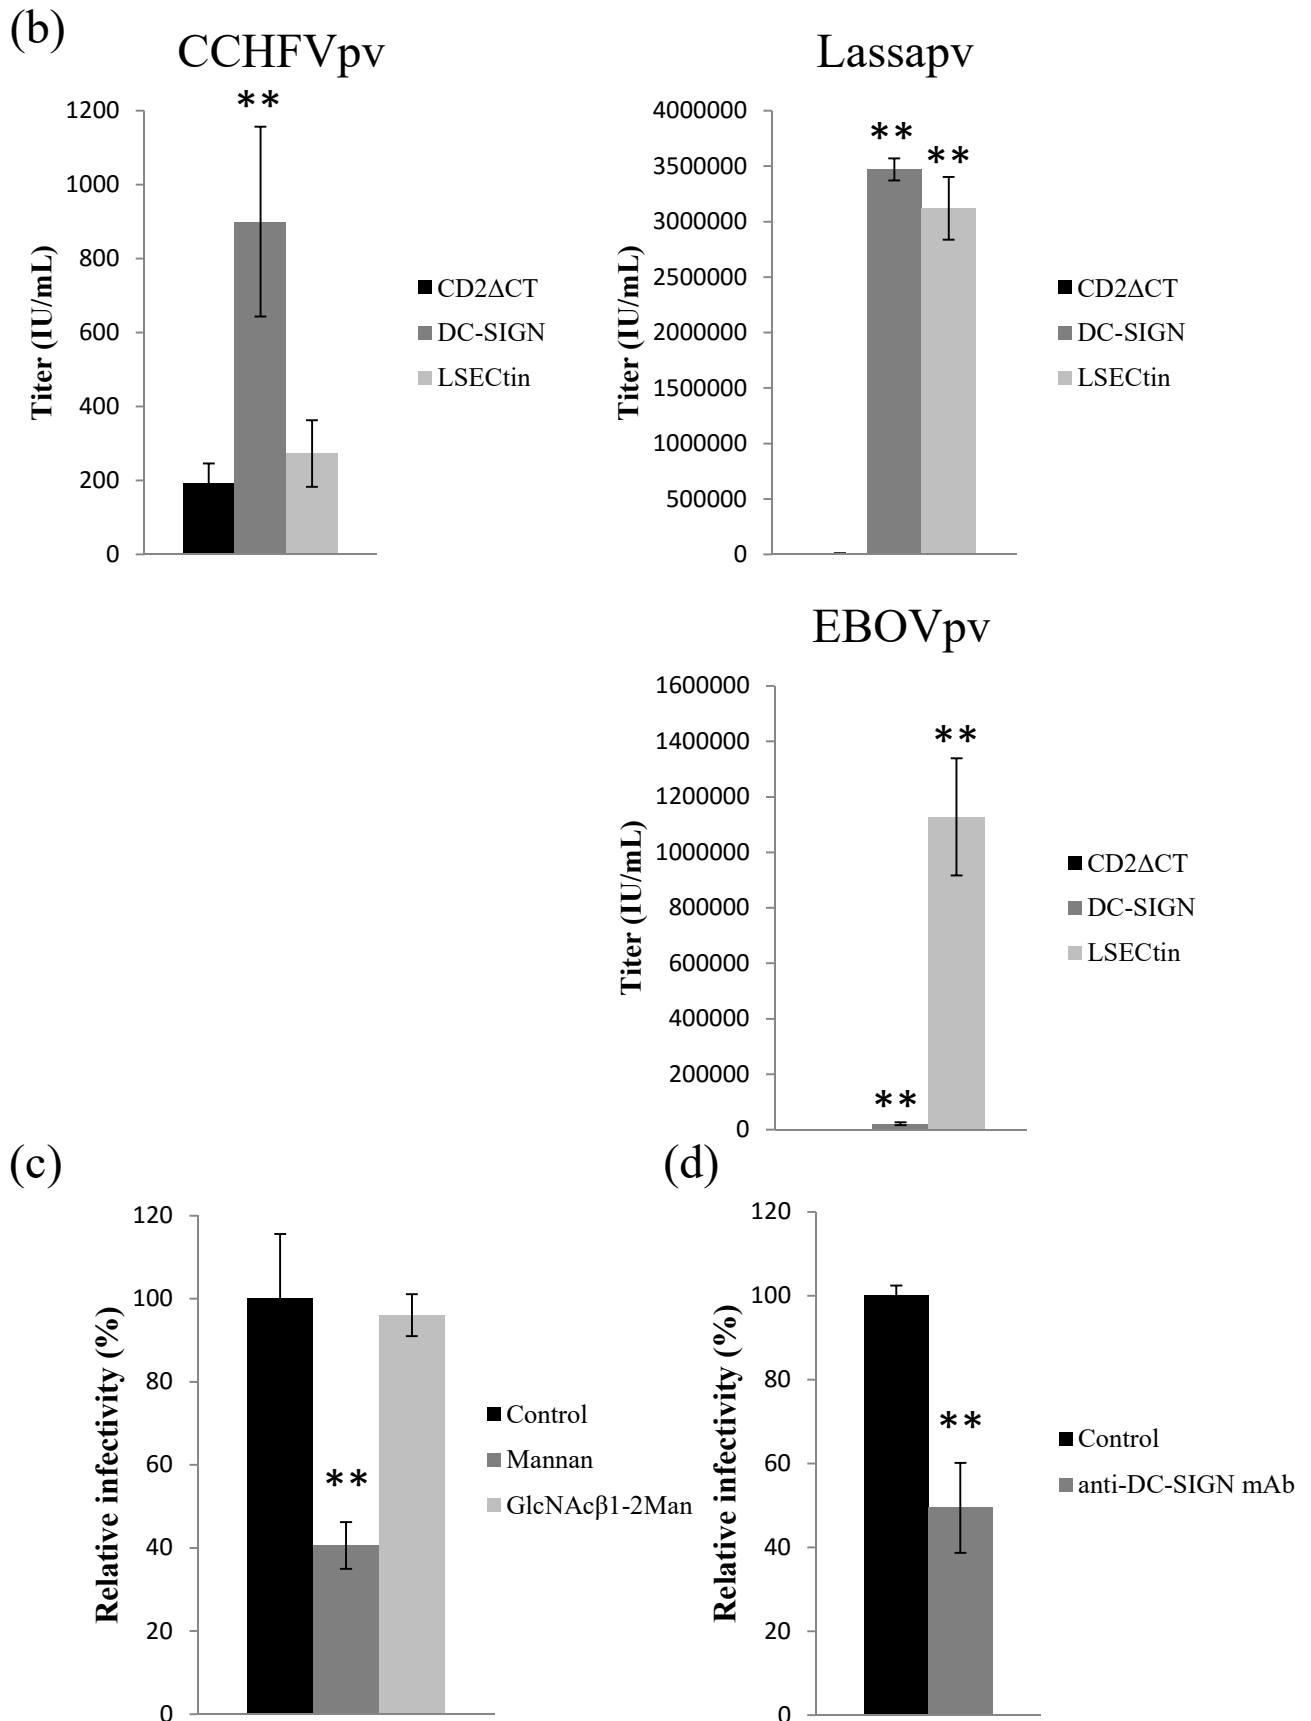 (b)
CCHFVpv
**
1200
1000
800
600
400
200
0
Titer (IU/mL)
CD2ΔCT
DC-SIGN
LSECtin
Lassapv
**
**
4000000
3500000
3000000
2500000
2000000
1500000
1000000
500000
0
Titer (IU/mL)
CD2ΔCT
DC-SIGN
LSECtin
EBOVpv
**
**
1600000
1400000
1200000
1000000
800000
600000
400000
200000
0
Titer (IU/mL)
CD2ΔCT
DC-SIGN
LSECtin
(c)
**
120
100
80
60
40
20
0
Relative infectivity (%)
Control
Mannan
GlcNAcβ1-2Man
(d)
**
120
100
80
60
40
20
0
Relative infectivity (%)
Control
anti-DC-SIGN mAb